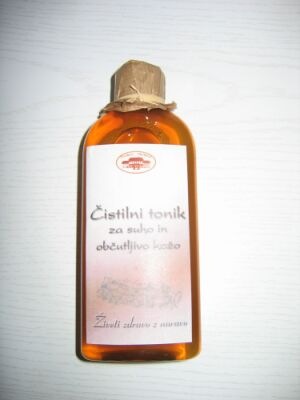 Čistilni tonik
za suho in
občutljivo kožo
Živeti zdravo z naravo